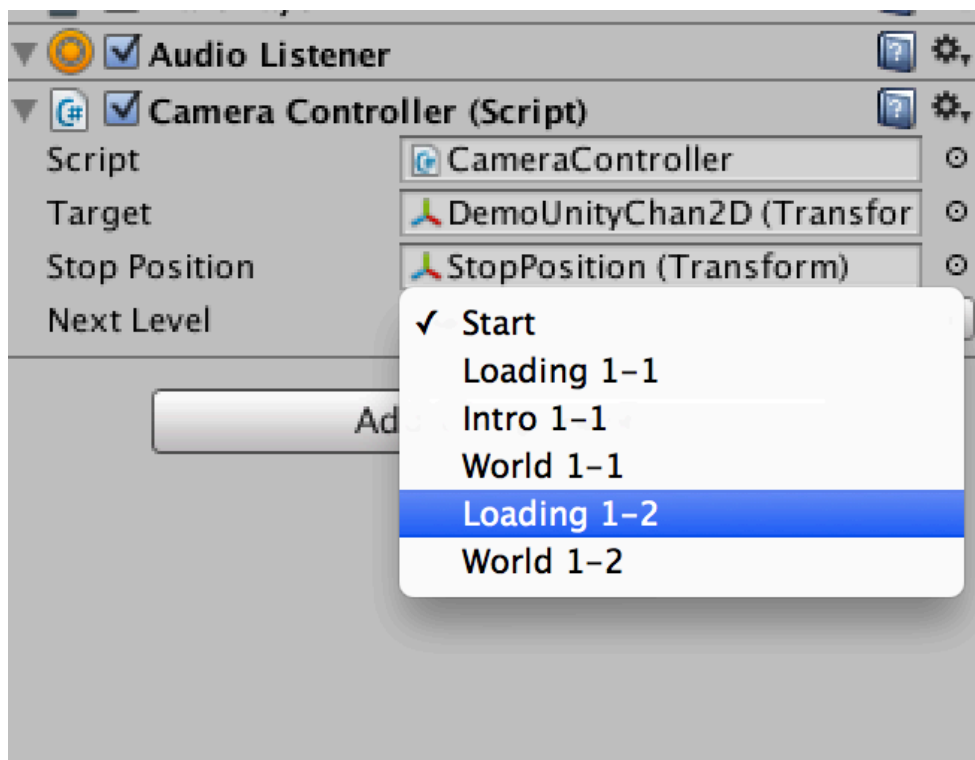 Audio Listener
Camera Controller (Script)
Script CameraController
Target DemoUnityChan2D (Transfor
Stop Position StopPosition (Transform)
Next Level
✓ Start
Loading 1-1
Intro 1-1
World 1-1
Loading 1-2
World 1-2
Ad